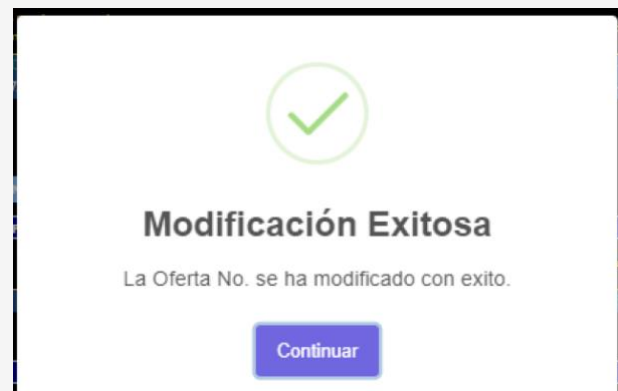 Modificación Exitosa
La Oferta No. se ha modificado con exito.
Continuar